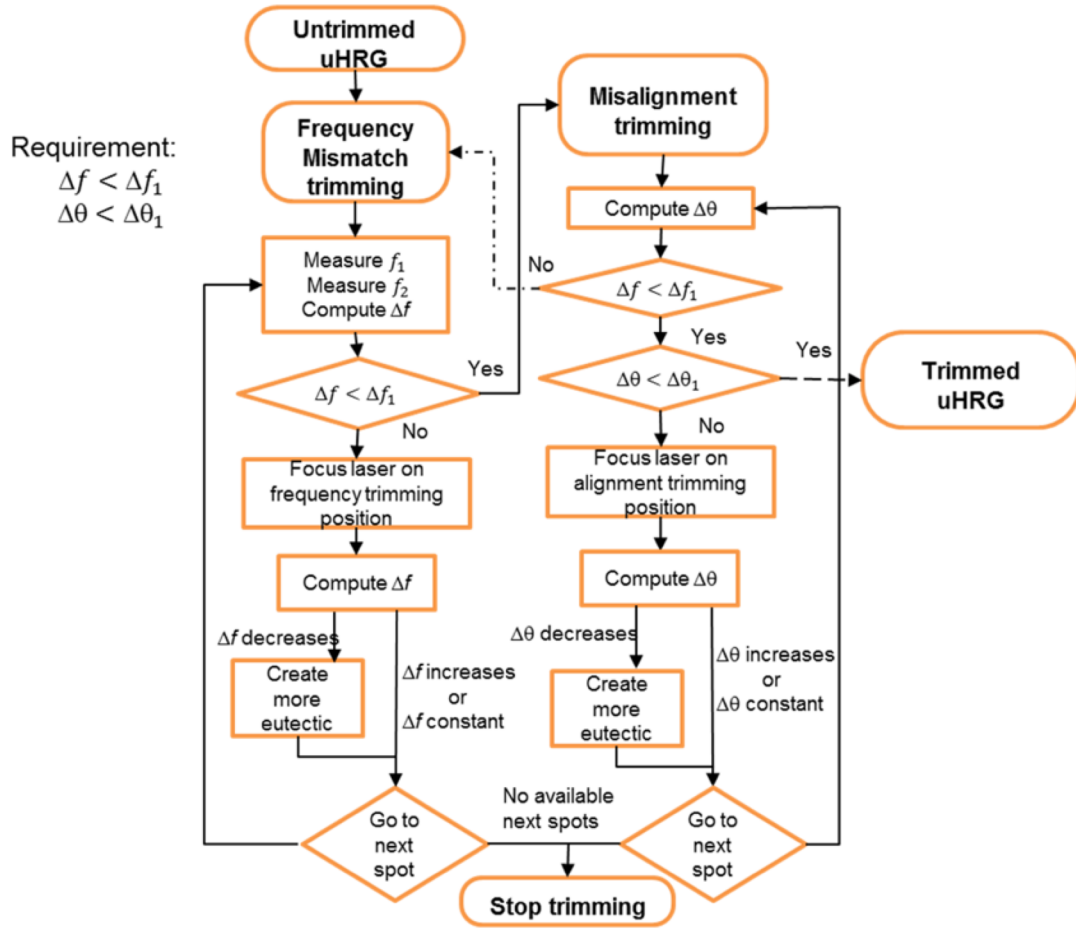 Untrimmed
uHRG
Requirement:
Δf < Δf₁
Δθ < Δθ₁
Frequency
Mismatch
trimming
Measure f₁
Measure f₂
Compute Δf
Δf < Δf₁
Yes
No
Focus laser on
frequency trimming
position
Compute Δf
Δf decreases
Δf increases
or
Δf constant
Create
more
eutectic
Go to
next
spot
Misalignment
trimming
Compute Δθ
Δf < Δf₁
No
Yes
Δθ < Δθ₁
Yes
No
Trimmed
uHRG
Focus laser on
alignment trimming
position
Compute Δθ
Δθ decreases
Δθ increases
or
Δθ constant
Create
more
eutectic
Go to
next
spot
No available
next spots
Stop trimming